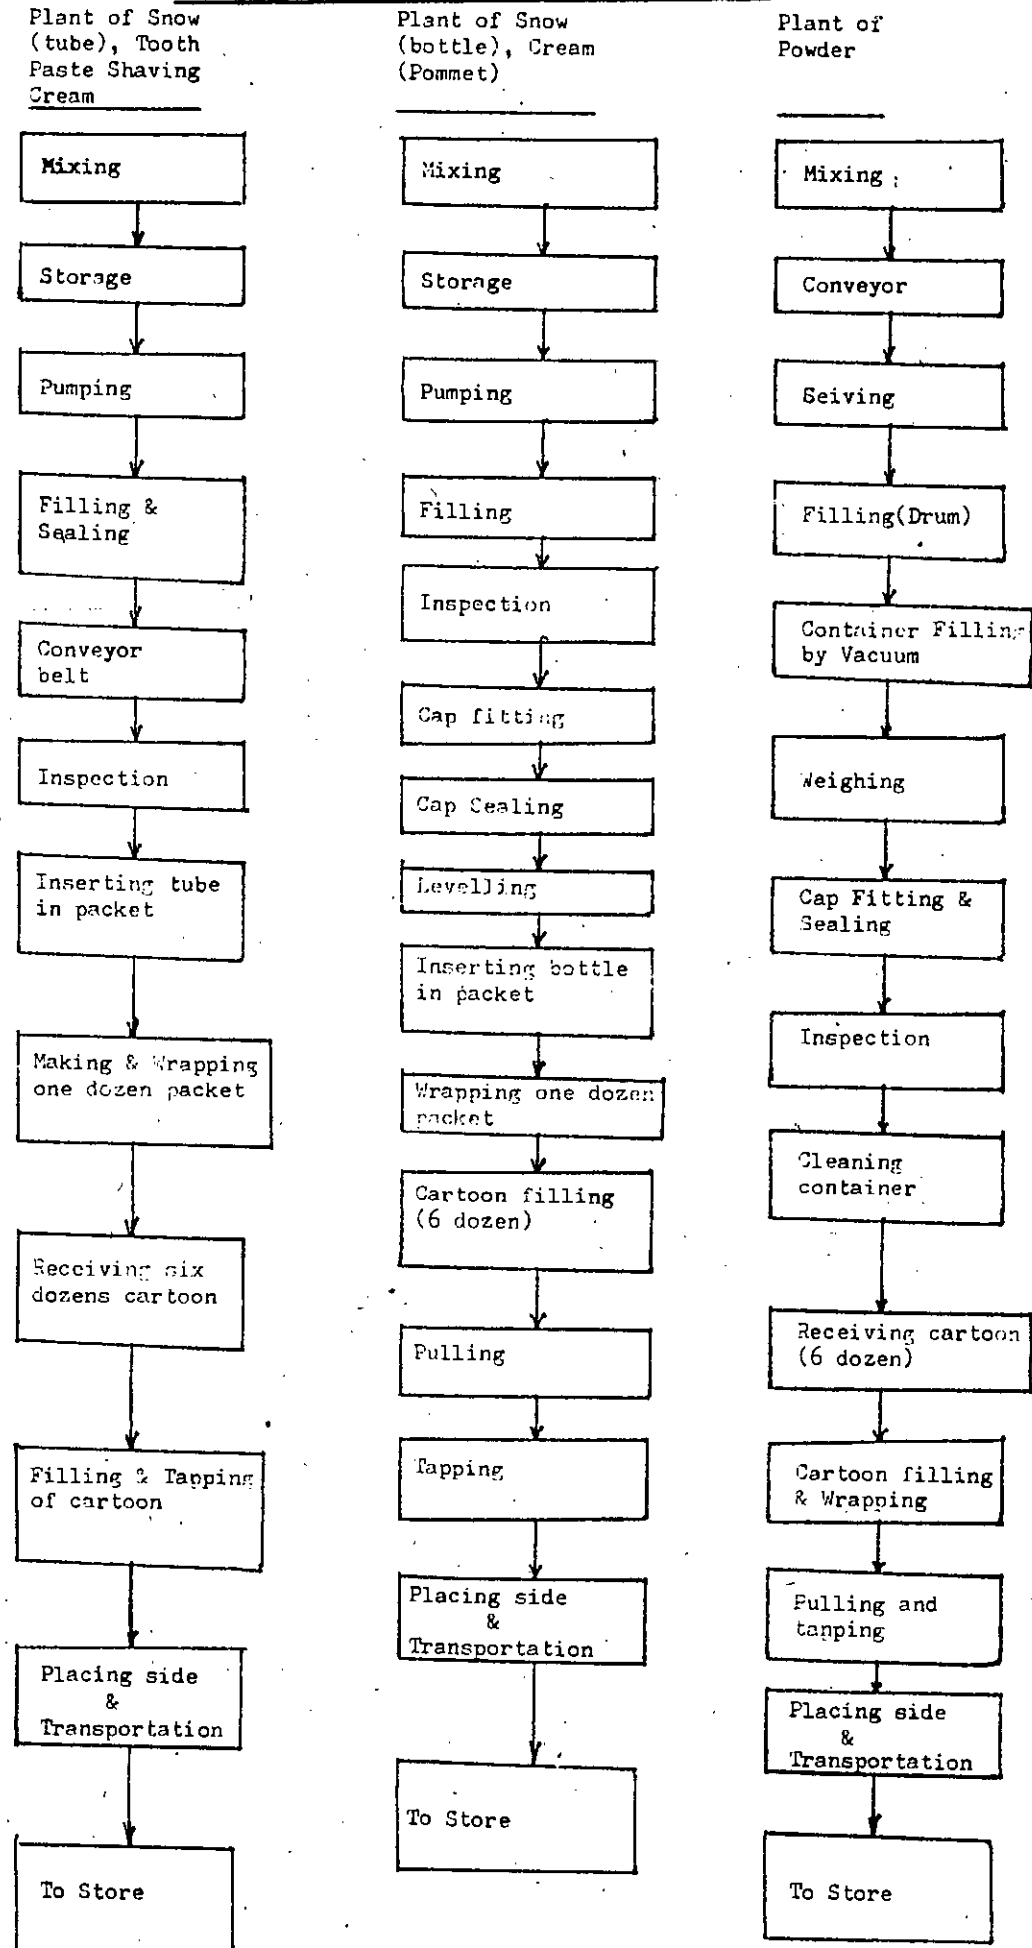 Plant of Snow
(tube), Tooth
Paste Shaving
Cream
Mixing
Storage
Pumping
Filling &
Sealing
Conveyor
belt
Inspection
Inserting tube
in packet
Making & Wrapping
one dozen packet
Receiving six
dozens cartoon
Filling & Tapping
of cartoon
Placing side
&
Transportation
To Store
Plant of Snow
(bottle), Cream
(Pommet)
Mixing
Storage
Pumping
Filling
Inspection
Cap fitting
Cap Sealing
Levelling
Inserting bottle
in packet
Wrapping one dozen
packet
Cartoon filling
(6 dozen)
Pulling
Tapping
Placing side
&
Transportation
To Store
Plant of
Powder
Mixing
Conveyor
Seiving
Filling(Drum)
Container Filling
by Vacuum
Weighing
Cap Fitting &
Sealing
Inspection
Cleaning
container
Receiving cartoon
(6 dozen)
Cartoon filling
& Wrapping
Pulling and
tapping
Placing side
&
Transportation
To Store